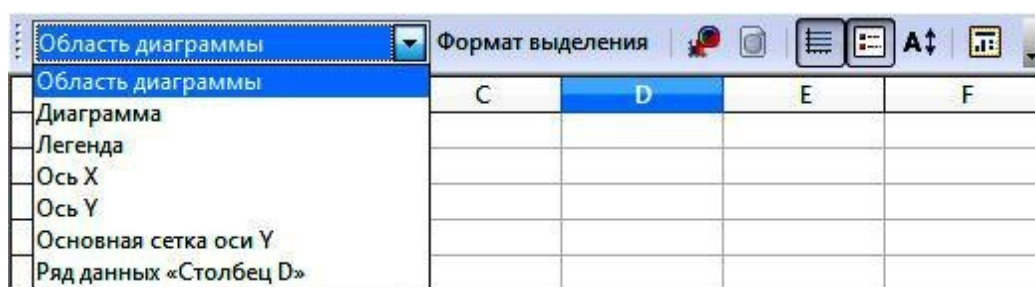 Область диаграммы Формат выделения А
Область диаграммы
Диаграмма
Легенда
Ось X
Ось Y
Основная сетка оси Y
Ряд данных «Столбец D»
C D E F